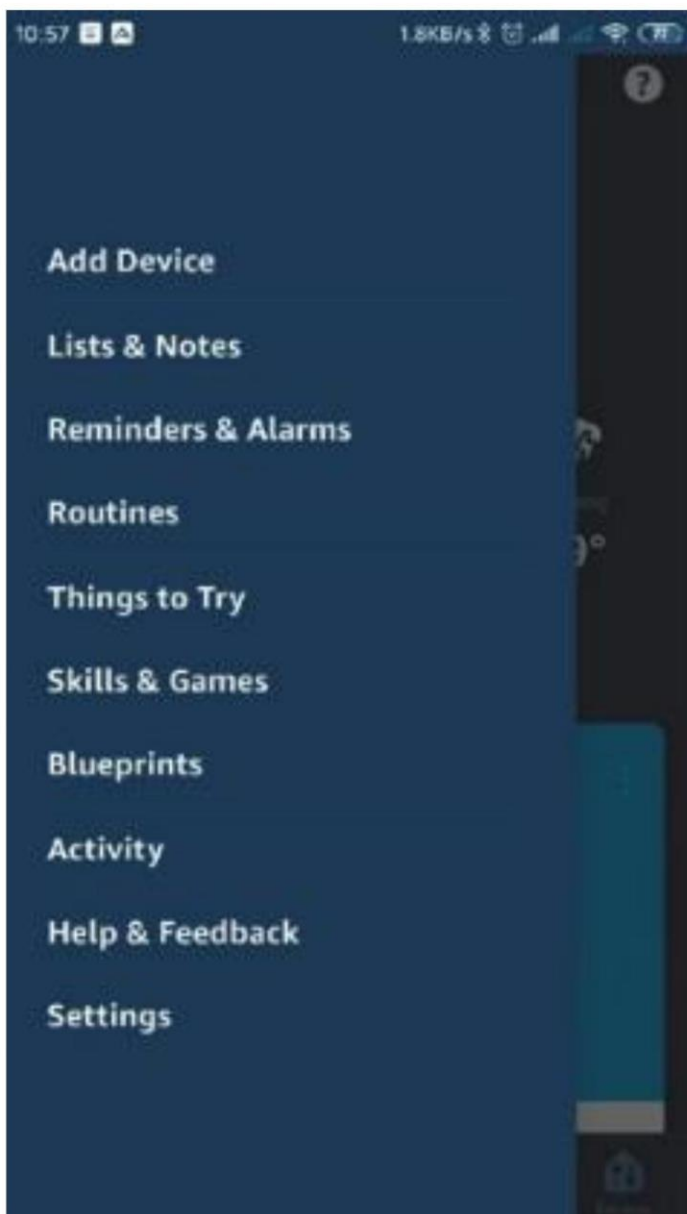 10:57 1.8KB/s
?
Add Device
Lists & Notes
Reminders & Alarms
9°
Routines
Things to Try
Skills & Games
Blueprints
Activity
Help & Feedback
Settings